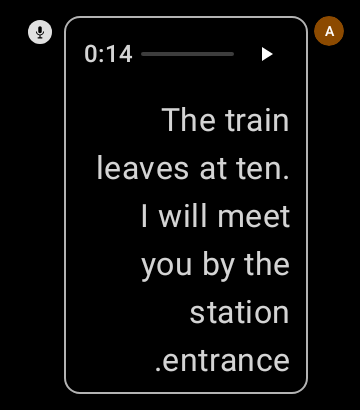 0:14
A
The train
leaves at ten.
I will meet
you by the
station
.entrance